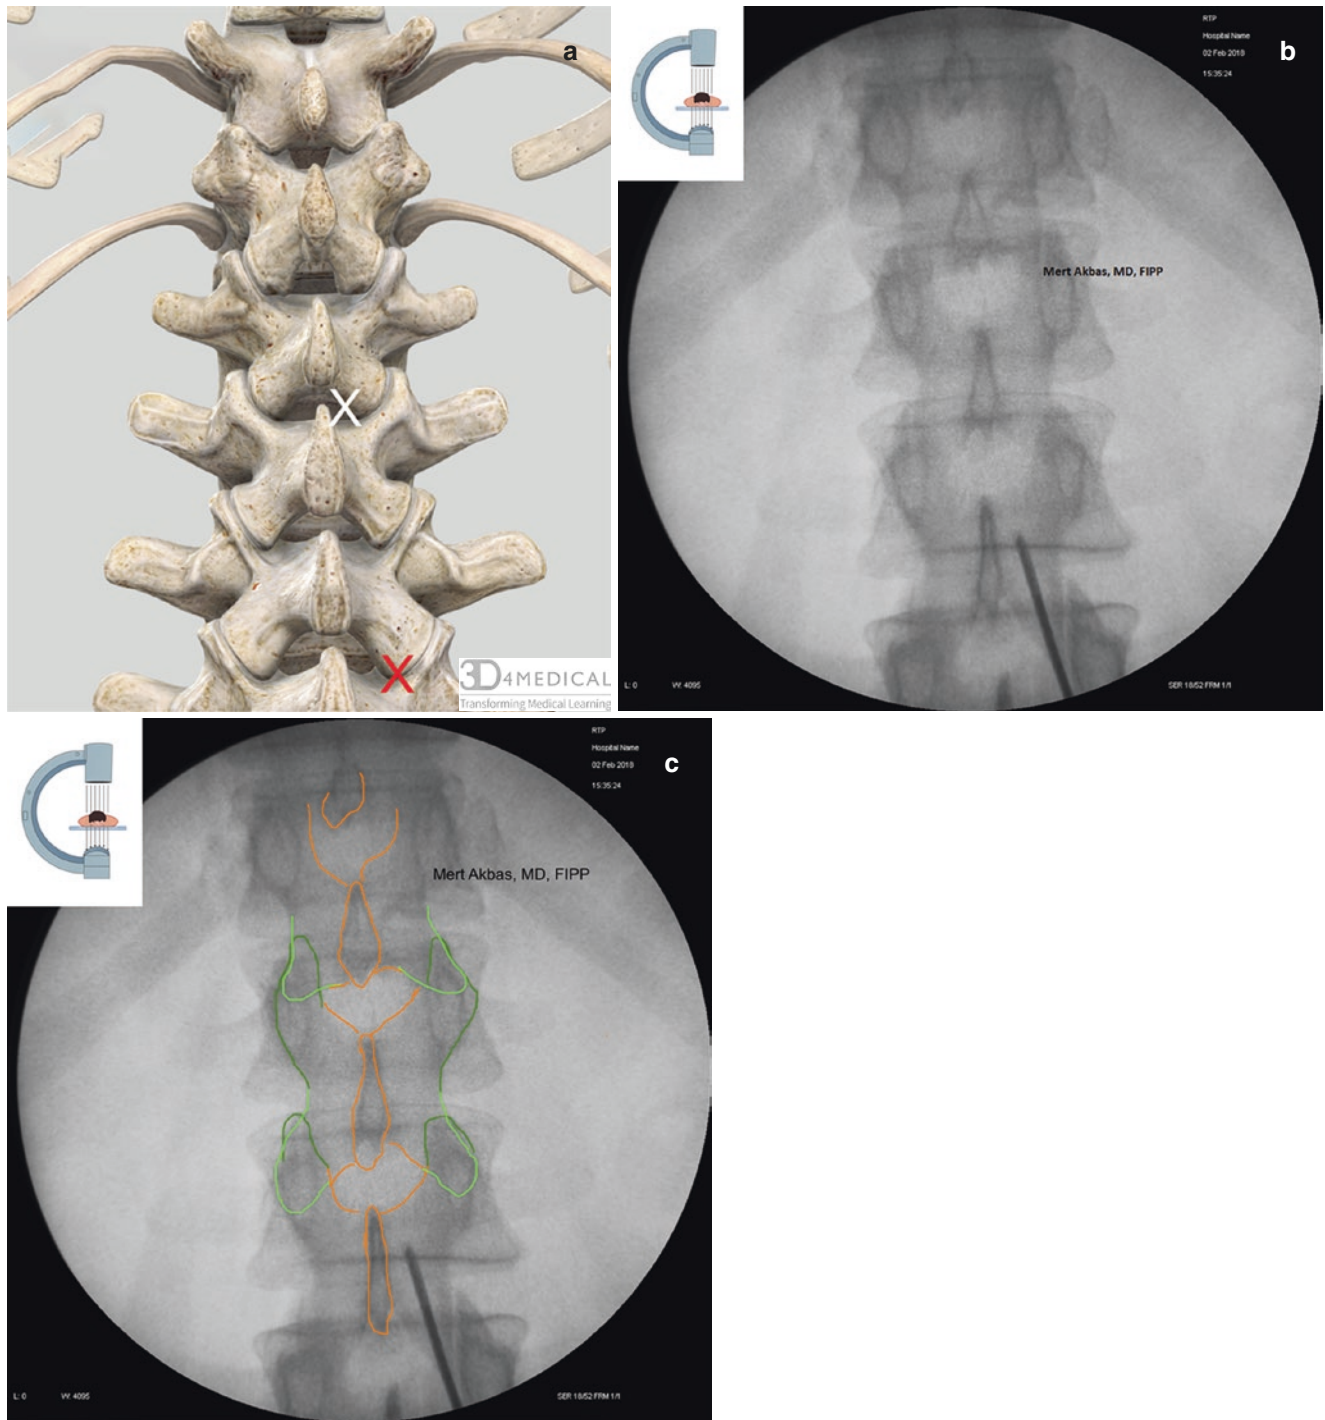 a
X
X
3D4MEDICAL
Transforming Medical Learning
RTP
Hospital Name
02 Feb 2018
15:35:24
b
Mert Akbas, MD, FIPP
L: 0
W: 4095
SER 18/52 FRM 1/1
RTP
Hospital Name
02 Feb 2018
15:35:24
c
Mert Akbas, MD, FIPP
L: 0
W: 4095
SER 18/52 FRM 1/1